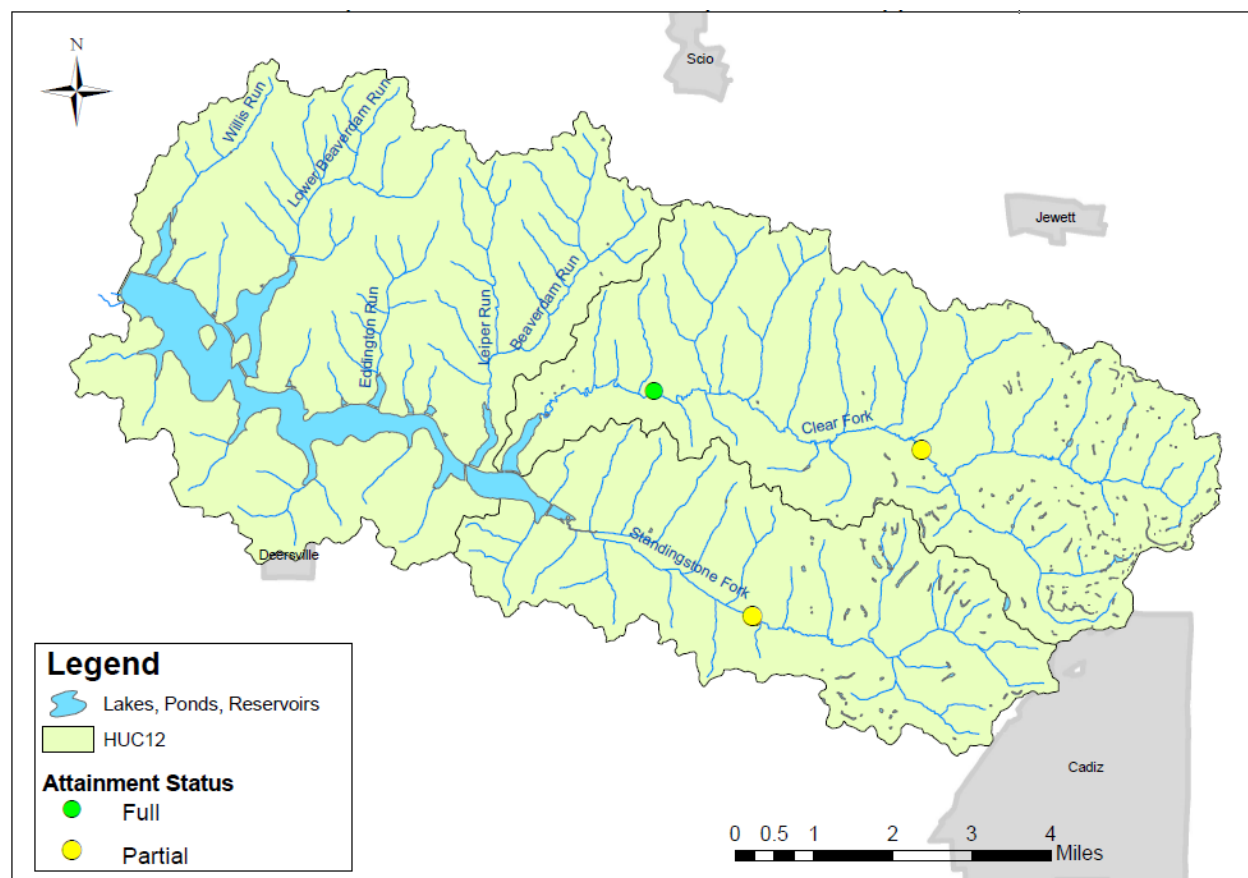 Scio
N
Willis Run
Lower Beaverdam Run
Jewett
Eddington Run
Leiper Run
Beaverdam Run
Clear Fork
Standingstone Fork
Deersville
Cadiz
Legend
Lakes, Ponds, Reservoirs
HUC12
Attainment Status
Full
Partial
0 0.5 1 2 3 4
Miles